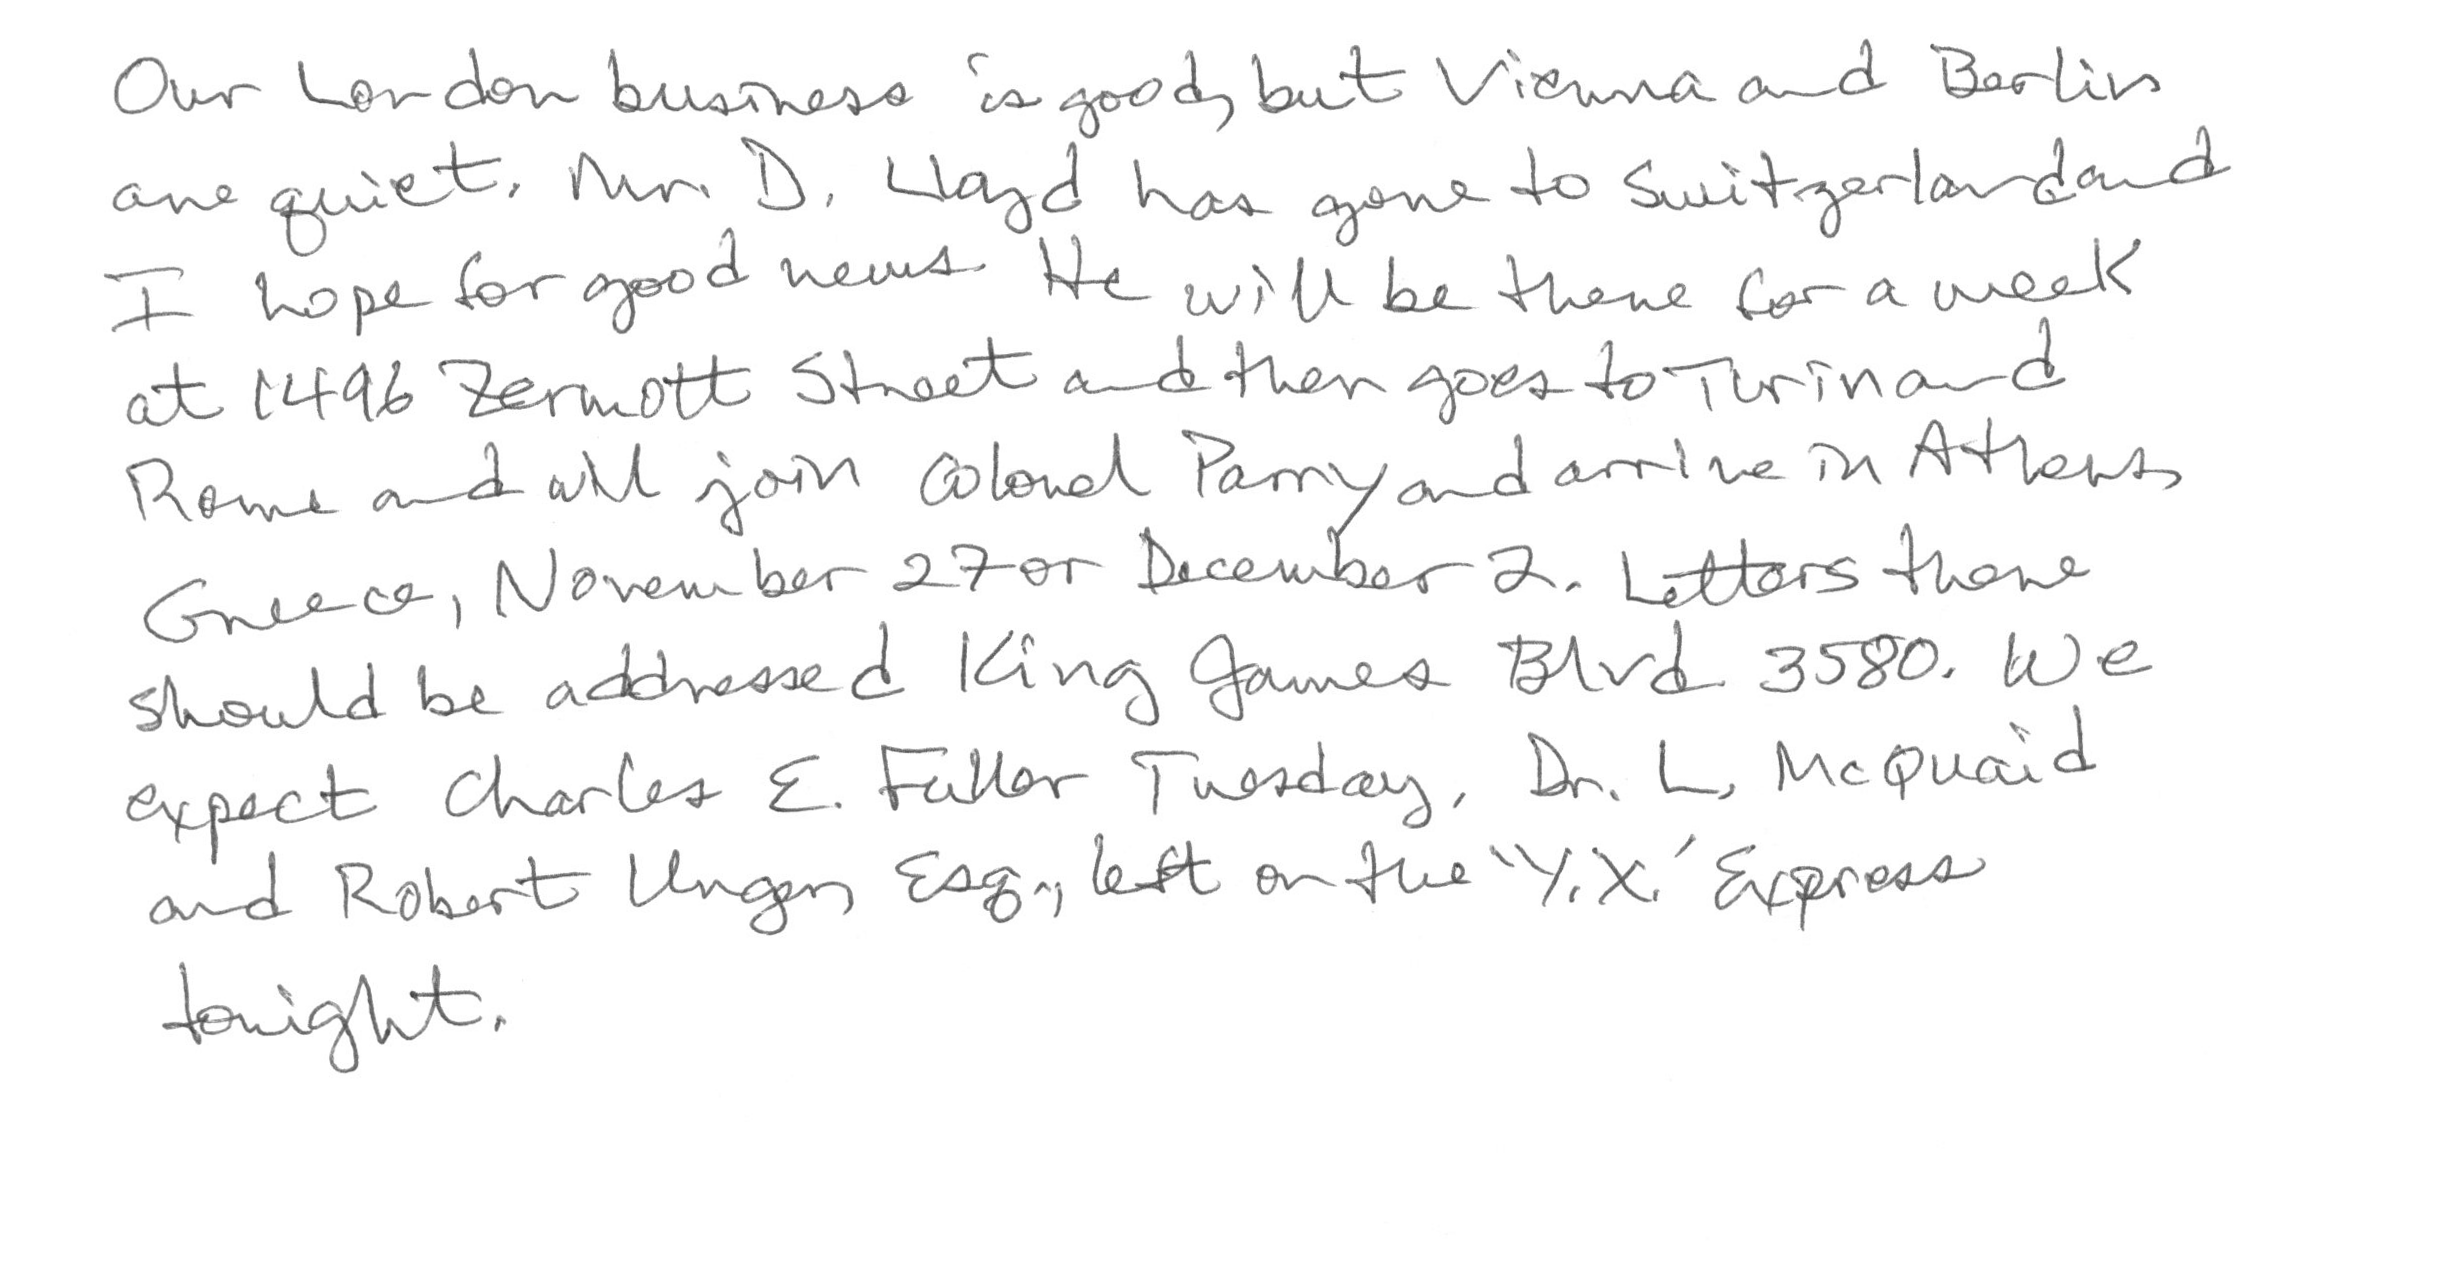 Our London business is good, but Vienna and Berlin
are quiet. Mr. D. Lloyd has gone to Switzerland and
I hope for good news. He will be there for a week
at 1496 Zermott Street and then goes to Turin and
Rome and will join Colonel Parry and arrive in Athens,
Greece, November 27 or December 2. Letters there
should be addressed King James Blvd. 3580. We
expect Charles E. Fuller Tuesday. Dr. L. McQuaid
and Robert Unger, Esq., left on the 'Y.X.' Express
tonight.